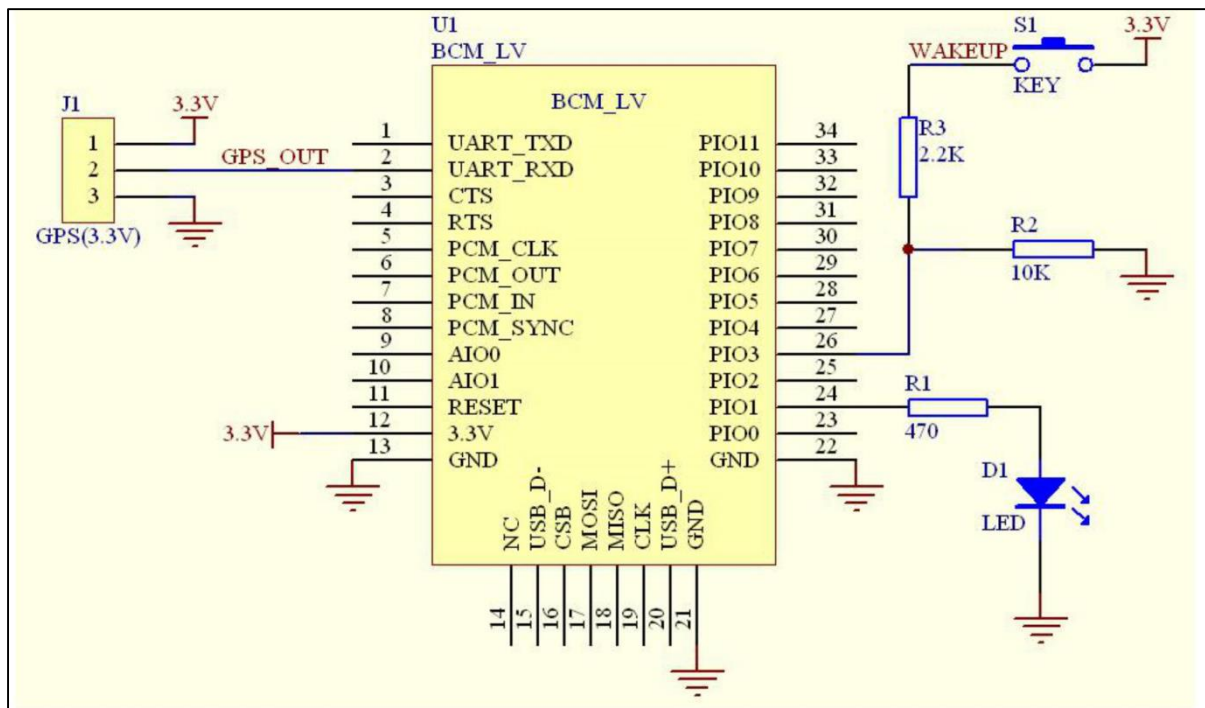 U1
BCM_LV
BCM_LV
J1
3.3V
1
2
3
GPS_OUT
GPS(3.3V)
1 UART_TXD
2 UART_RXD
3 CTS
4 RTS
5 PCM_CLK
6 PCM_OUT
7 PCM_IN
8 PCM_SYNC
9 AIO0
10 AIO1
11 RESET
3.3V 12 3.3V
13 GND
14 NC
15 USB_D-
16 CSB
17 MOSI
18 MISO
19 CLK
20 USB_D+
21 GND
PIO11 34
PIO10 33
PIO9 32
PIO8 31
PIO7 30
PIO6 29
PIO5 28
PIO4 27
PIO3 26
PIO2 25
PIO1 24
PIO0 23
GND 22
WAKEUP
S1
KEY
3.3V
R3
2.2K
R2
10K
R1
470
D1
LED